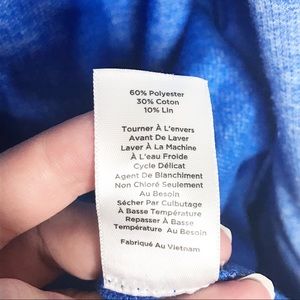 60% Polyester
30% Coton
10% Lin
Tourner À L'envers
Avant De Laver
Laver À La Machine
À L'eau Froide
Cycle Délicat
Agent De Blanchiment
Non Chloré Seulement
Au Besoin
Sécher Par Culbutage
À Basse Température
Repasser À Basse
Température Au Besoin
Fabriqué Au Vietnam